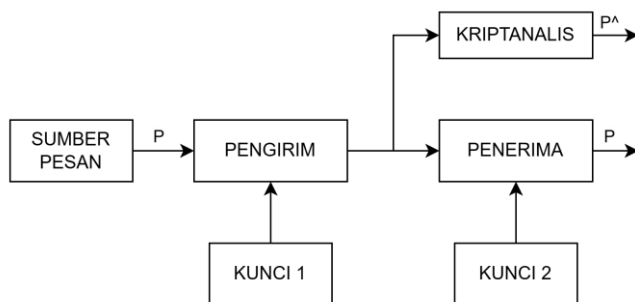 KRIPTANALIS
P^
SUMBER
PESAN
P
PENGIRIM
PENERIMA
P
KUNCI 1
KUNCI 2